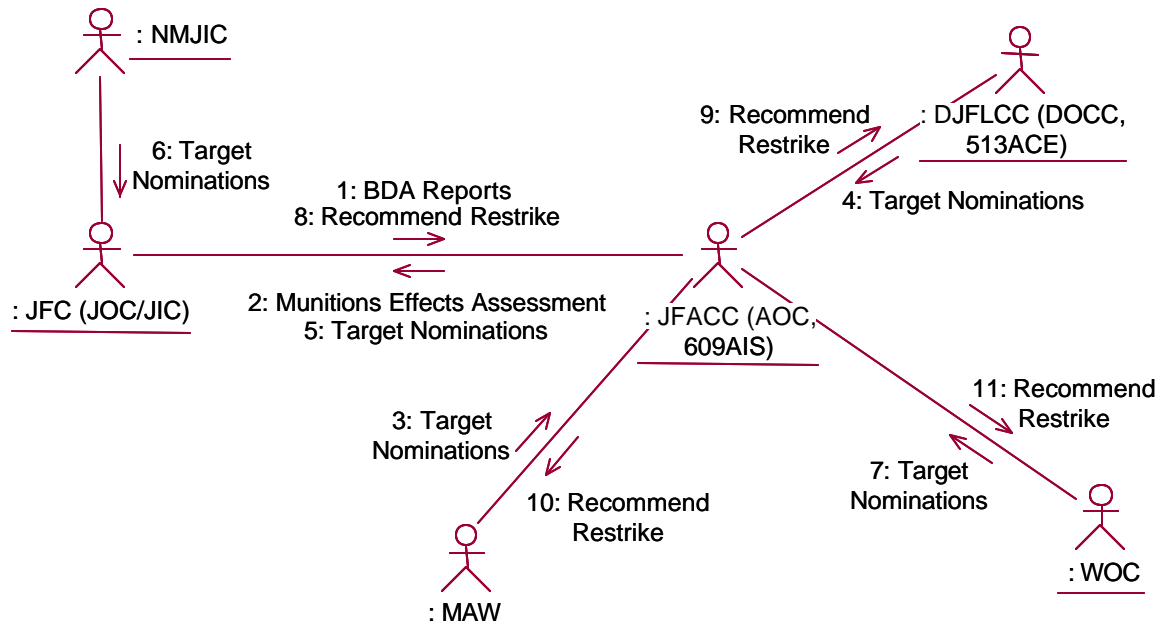 : NMJIC
6: Target
Nominations
1: BDA Reports
8: Recommend Restrike
9: Recommend
Restrike
: DJFLCC (DOCC,
513ACE)
4: Target Nominations
: JFC (JOC/JIC)
2: Munitions Effects Assessment
5: Target Nominations
: JFACC (AOC,
609AIS)
3: Target
Nominations
11: Recommend
Restrike
7: Target
Nominations
10: Recommend
Restrike
: WOC
: MAW